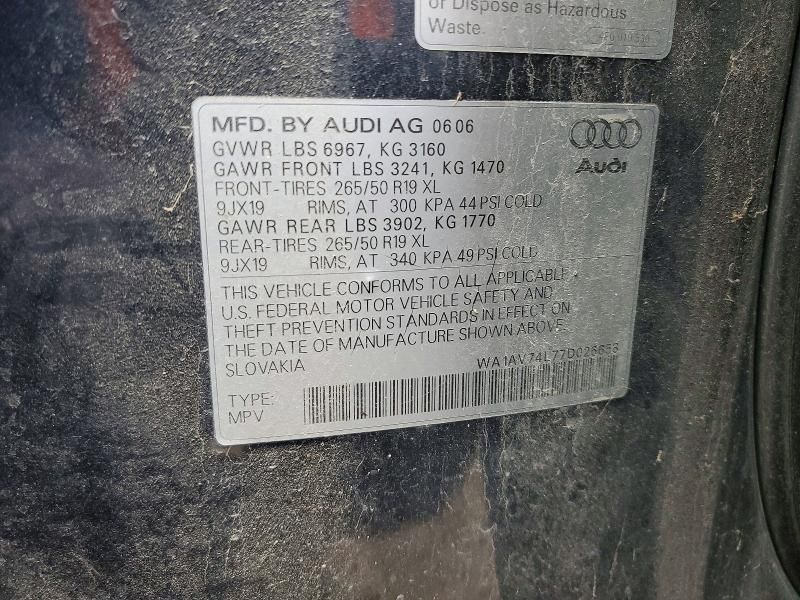 or Dispose as Hazardous
Waste.
MFD. BY AUDI AG 0606
GVWR LBS 6967, KG 3160
GAWR FRONT LBS 3241, KG 1470
FRONT-TIRES 265/50 R19 XL
9JX19 RIMS, AT 300 KPA 44 PSI COLD
GAWR REAR LBS 3902, KG 1770
REAR-TIRES 265/50 R19 XL
9JX19 RIMS, AT 340 KPA 49 PSI COLD
Audi
THIS VEHICLE CONFORMS TO ALL APPLICABLE
U.S. FEDERAL MOTOR VEHICLE SAFETY AND
THEFT PREVENTION STANDARDS IN EFFECT ON
THE DATE OF MANUFACTURE SHOWN ABOVE.
SLOVAKIA
WA1AV74L77D026656
TYPE:
MPV